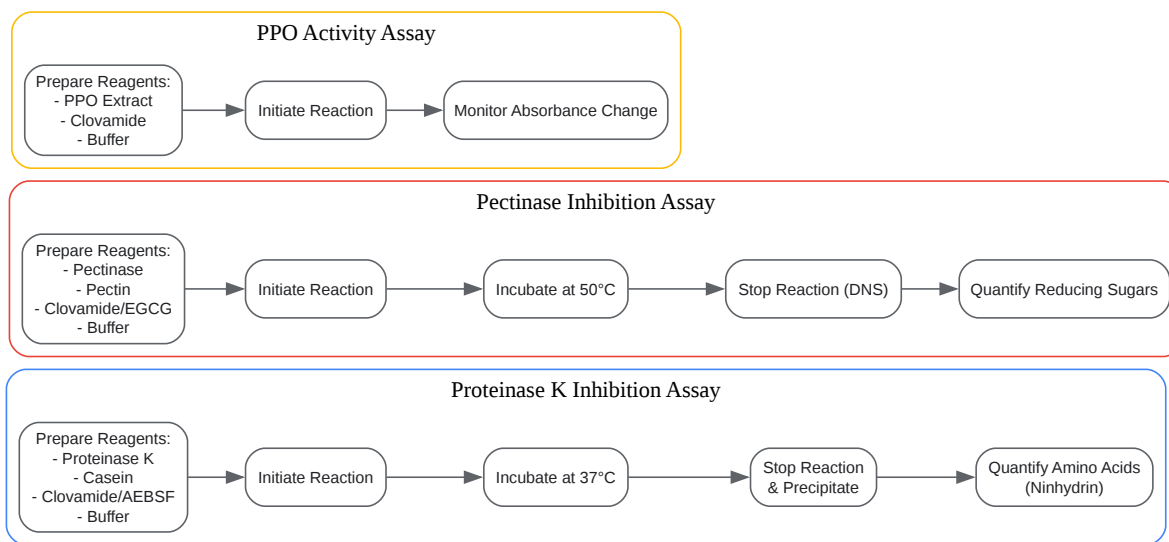 PPO Activity Assay
Prepare Reagents:
- PPO Extract
- Clovamide
- Buffer
Initiate Reaction
Monitor Absorbance Change
Pectinase Inhibition Assay
Prepare Reagents:
- Pectinase
- Pectin
- Clovamide/EGCG
- Buffer
Initiate Reaction
Incubate at 50°C
Stop Reaction (DNS)
Quantify Reducing Sugars
Proteinase K Inhibition Assay
Prepare Reagents:
- Proteinase K
- Casein
- Clovamide/AEBSF
- Buffer
Initiate Reaction
Incubate at 37°C
Stop Reaction
& Precipitate
Quantify Amino Acids
(Ninhydrin)